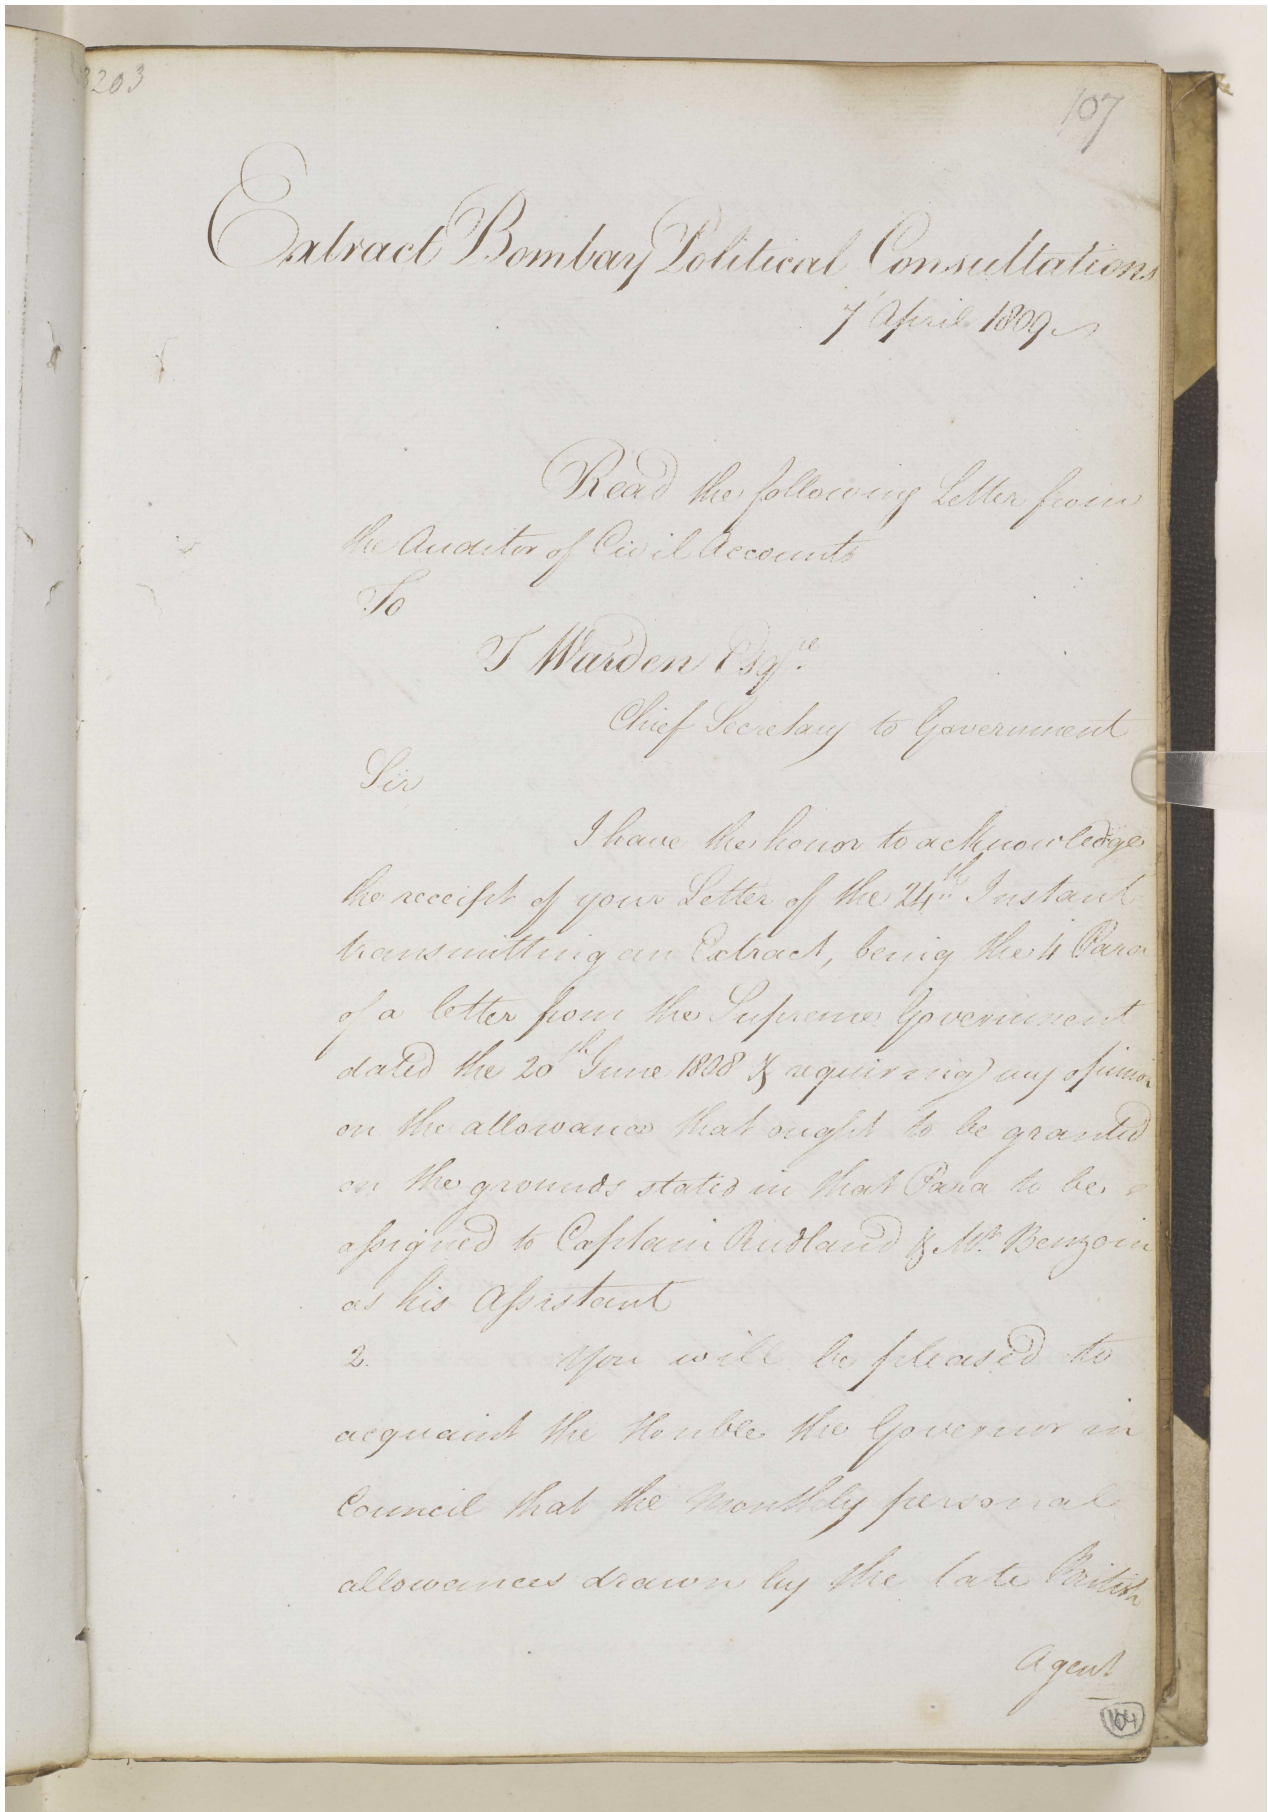 3203
107
Extract Bombay Political Consultations
7 April 1809
Read the following Letter from
the Auditor of Civil Accounts
To
F Warden Esqre.
Chief Secretary to Government
Sir
I have the honor to acknowledge
the receipt of your Letter of the 24th Instant
transmitting an Extract, being the 4 Para
of a letter from the Supreme Government
dated the 20th June 1808 & requiring my opinion
on the allowance that ought to be granted
on the grounds stated in that Para to be
assigned to Captain Rudland & Mr. Benzoin
as his Assistant
2. You will be pleased to
acquaint the Honble the Governor in
Council that the Monthly personal
allowances drawn by the late British
Agent
104